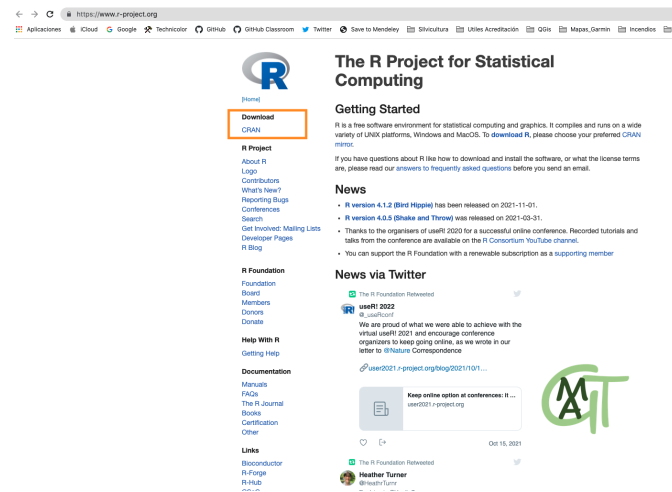 https://www.r-project.org
Aplicaciones iCloud Google Technicolor GitHub GitHub Classroom Twitter Save to Mendeley Silvicultura Utiles Acreditación QGis Mapas_Garmin Incendios
R
[Home]
Download
CRAN
R Project
About R
Logo
Contributors
What's New?
Reporting Bugs
Conferences
Search
Get Involved: Mailing Lists
Developer Pages
R Blog
R Foundation
Foundation
Board
Members
Donors
Donate
Help With R
Getting Help
Documentation
Manuals
FAQs
The R Journal
Books
Certification
Other
Links
Bioconductor
R-Forge
R-Hub
The R Project for Statistical
Computing
Getting Started
R is a free software environment for statistical computing and graphics. It compiles and runs on a wide
variety of UNIX platforms, Windows and MacOS. To download R, please choose your preferred CRAN
mirror.
If you have questions about R like how to download and install the software, or what the license terms
are, please read our answers to frequently asked questions before you send an email.
News
• R version 4.1.2 (Bird Hippie) has been released on 2021-11-01.
• R version 4.0.5 (Shake and Throw) was released on 2021-03-31.
• Thanks to the organisers of useR! 2020 for a successful online conference. Recorded tutorials and
talks from the conference are available on the R Consortium YouTube channel.
• You can support the R Foundation with a renewable subscription as a supporting member
News via Twitter
The R Foundation Retweeted
useR! 2022
@_useRconf
We are proud of what we were able to achieve with the
virtual useR! 2021 and encourage conference
organizers to keep going online, as we wrote in our
letter to @Nature Correspondence
user2021.r-project.org/blog/2021/10/1…
Keep online option at conferences: it …
user2021.r-project.org
Oct 15, 2021
The R Foundation Retweeted
Heather Turner
@HeathrTurnr